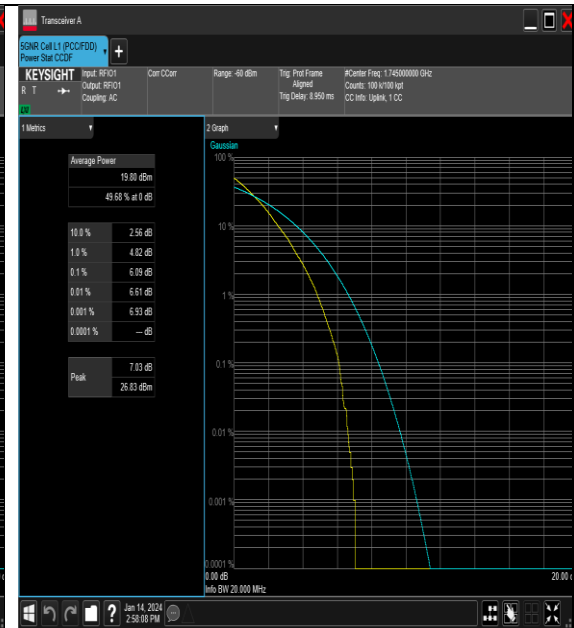 Transceiver A
5GNR Cell L1 (PCC/FDD)
Power Stat CCDF
KEYSIGHT
R T
LV
Input: RFIO1
Output: RFIO1
Coupling: AC
Corr CCorr
Range: -60 dBm
Trig: Prot Frame
Aligned
Trig Delay: 8.950 ms
#Center Freq: 1.745000000 GHz
Counts: 100 k/100 kpt
CC Info: Uplink, 1 CC
1 Metrics
Average Power
19.80 dBm
49.68 % at 0 dB
10.0 % 2.56 dB
1.0 % 4.82 dB
0.1 % 6.09 dB
0.01 % 6.61 dB
0.001 % 6.93 dB
0.0001 % --- dB
Peak
7.03 dB
26.83 dBm
2 Graph
Gaussian
100 %
10 %
1 %
0.1 %
0.01 %
0.001 %
0.0001 %
0.00 dB
20.00
Info BW 20.000 MHz
Jan 14, 2024
2:58:08 PM